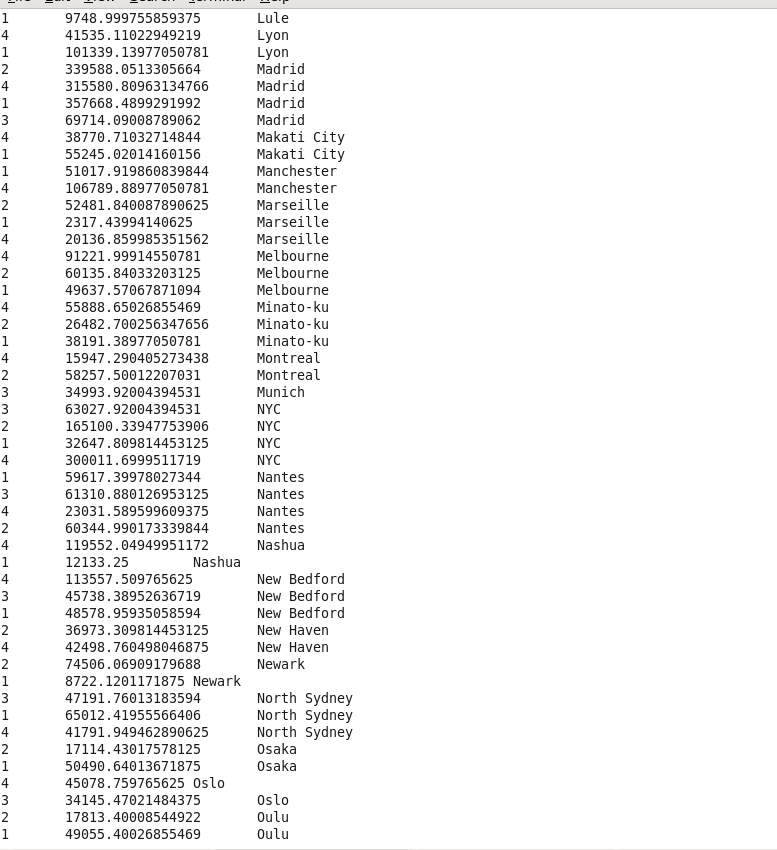 1 9748.999755859375 Lule
4 41535.11022949219 Lyon
1 101339.13977050781 Lyon
2 339588.0513305664 Madrid
4 315580.80963134766 Madrid
1 357668.4899291992 Madrid
3 69714.09008789062 Madrid
4 38770.71032714844 Makati City
1 55245.02014160156 Makati City
1 51017.919860839844 Manchester
4 106789.88977050781 Manchester
2 52481.840087890625 Marseille
1 2317.43994140625 Marseille
4 20136.859985351562 Marseille
4 91221.99914550781 Melbourne
2 60135.84033203125 Melbourne
1 49637.57067871094 Melbourne
4 55888.65026855469 Minato-ku
2 26482.700256347656 Minato-ku
1 38191.38977050781 Minato-ku
4 15947.290405273438 Montreal
2 58257.50012207031 Montreal
3 34993.92004394531 Munich
3 63027.92004394531 NYC
2 165100.33947753906 NYC
1 32647.809814453125 NYC
4 300011.6999511719 NYC
1 59617.39978027344 Nantes
3 61310.880126953125 Nantes
4 23031.589599609375 Nantes
2 60344.990173339844 Nantes
4 119552.04949951172 Nashua
1 12133.25 Nashua
4 113557.509765625 New Bedford
3 45738.38952636719 New Bedford
1 48578.95935058594 New Bedford
2 36973.309814453125 New Haven
4 42498.760498046875 New Haven
2 74506.06909179688 Newark
1 8722.1201171875 Newark
3 47191.76013183594 North Sydney
1 65012.41955566406 North Sydney
4 41791.949462890625 North Sydney
2 17114.43017578125 Osaka
1 50490.64013671875 Osaka
4 45078.759765625 Oslo
3 34145.47021484375 Oslo
2 17813.40008544922 Oulu
1 49055.40026855469 Oulu